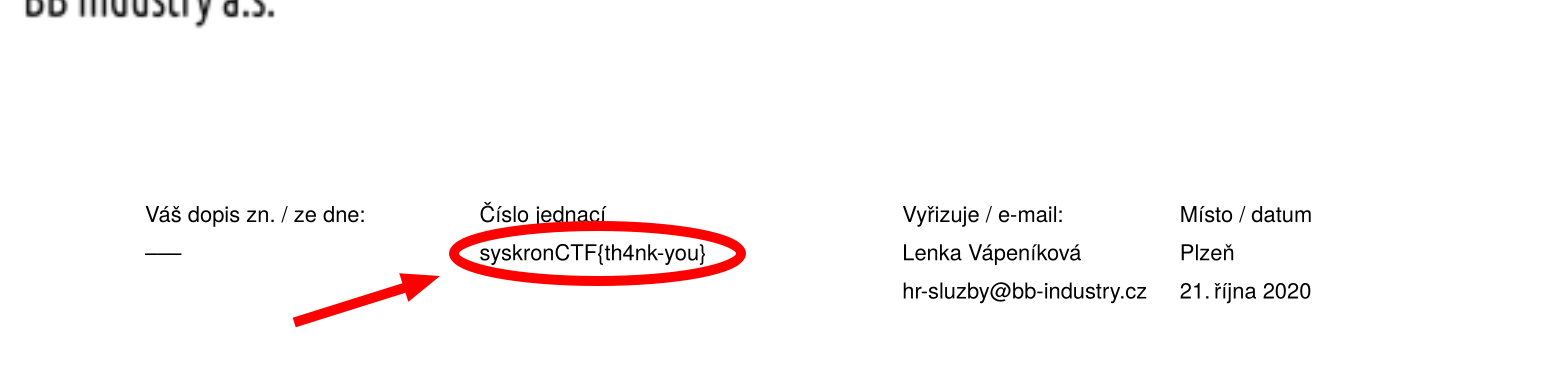 BB Industry a.s.
Váš dopis zn. / ze dne: Číslo jednací Vyřizuje / e-mail: Místo / datum
—– syskronCTF{th4nk-you} Lenka Vápeníková Plzeň
hr-sluzby@bb-industry.cz 21. října 2020